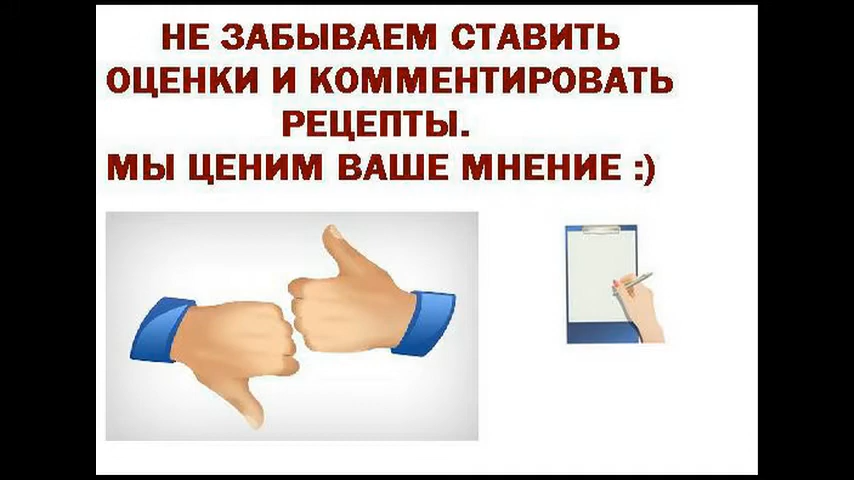 НЕ ЗАБЫВАЕМ СТАВИТЬ
ОЦЕНКИ И КОММЕНТИРОВАТЬ
РЕЦЕПТЫ.
МЫ ЦЕНИМ ВАШЕ МНЕНИЕ :)